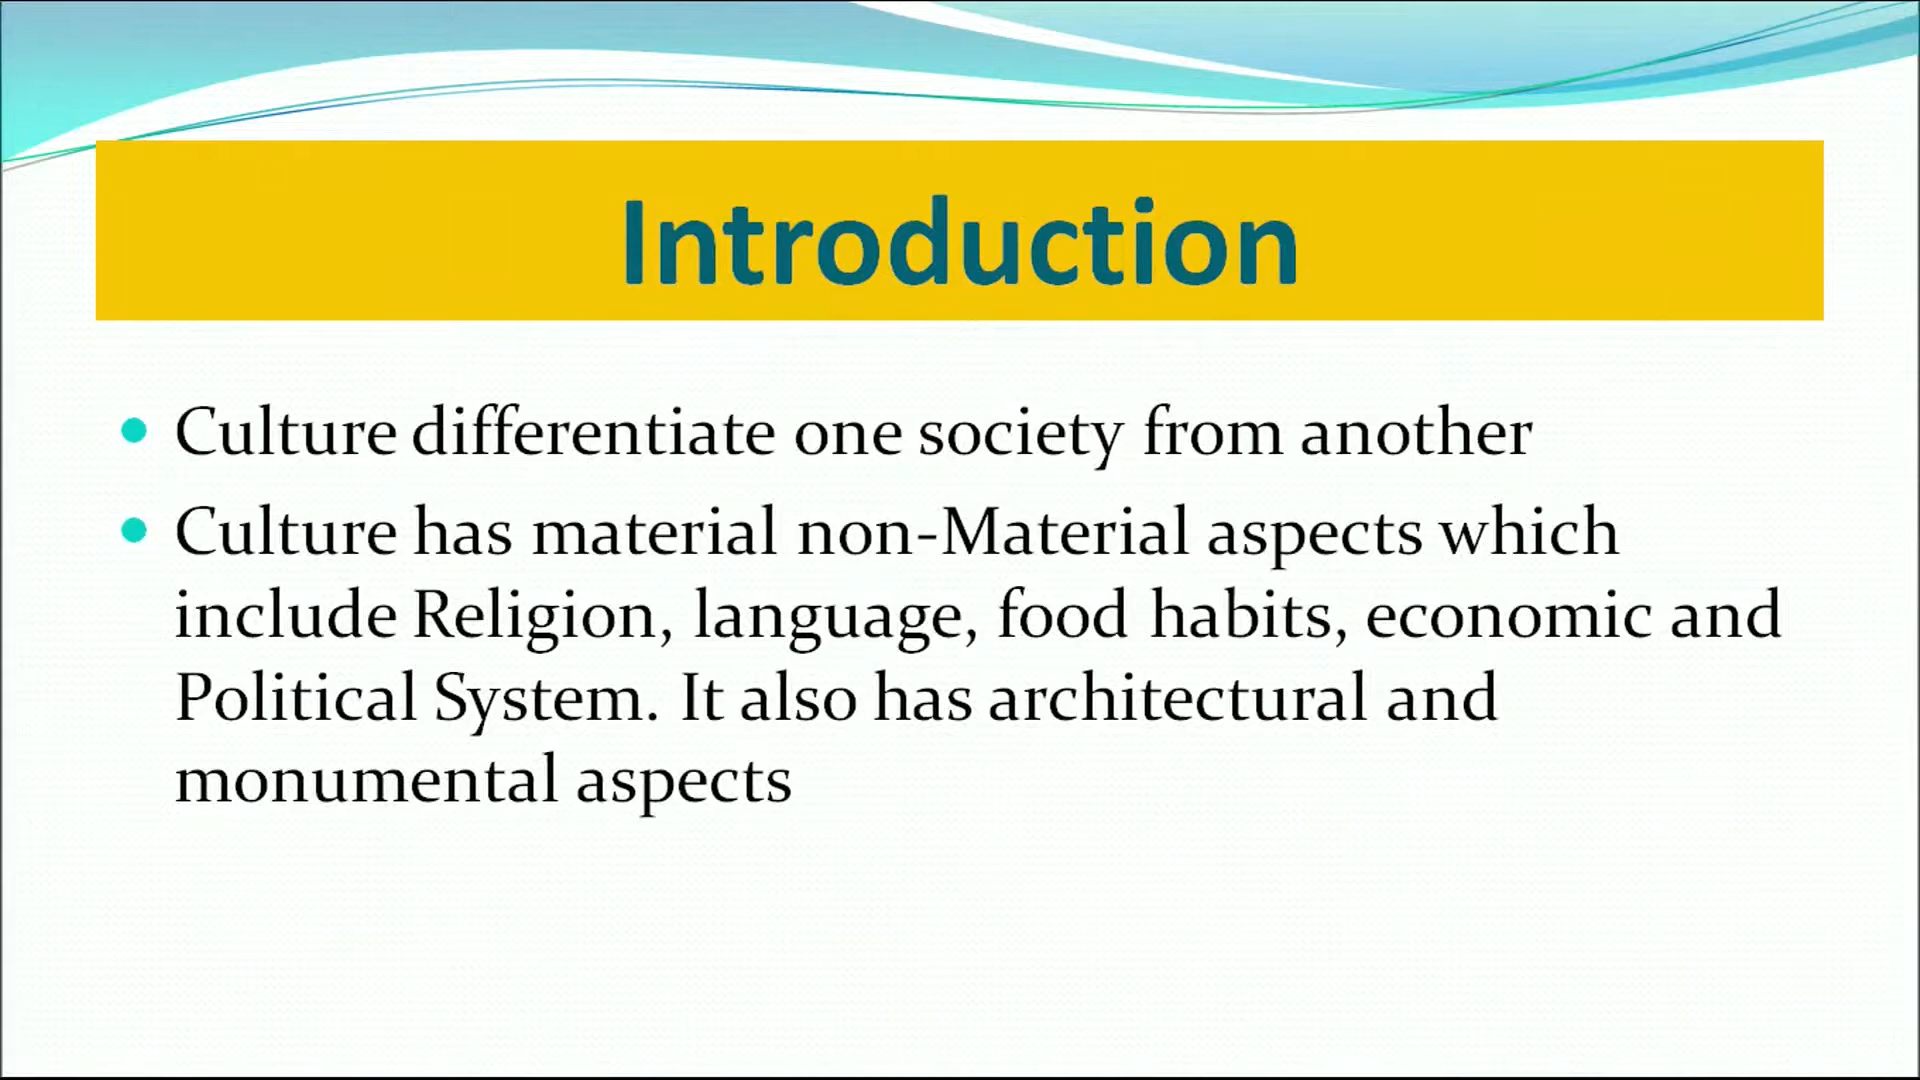 Introduction
Culture differentiate one society from another
Culture has material non-Material aspects which
include Religion, language, food habits, economic and
Political System. It also has architectural and
monumental aspects